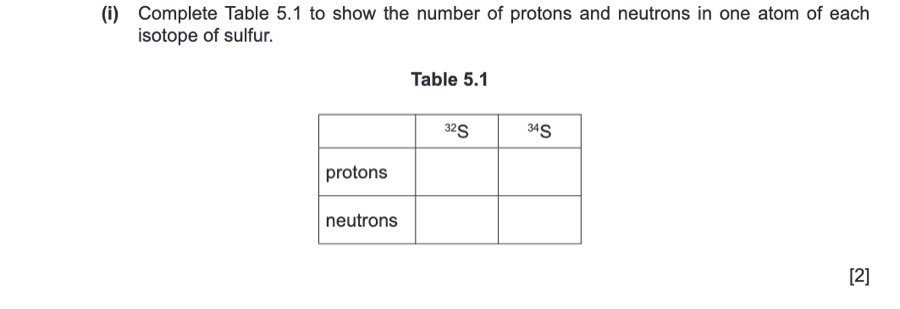 (i) Complete Table 5.1 to show the number of protons and neutrons in one atom of each
isotope of sulfur.
Table 5.1
³²S ³⁴S
protons
neutrons
[2]